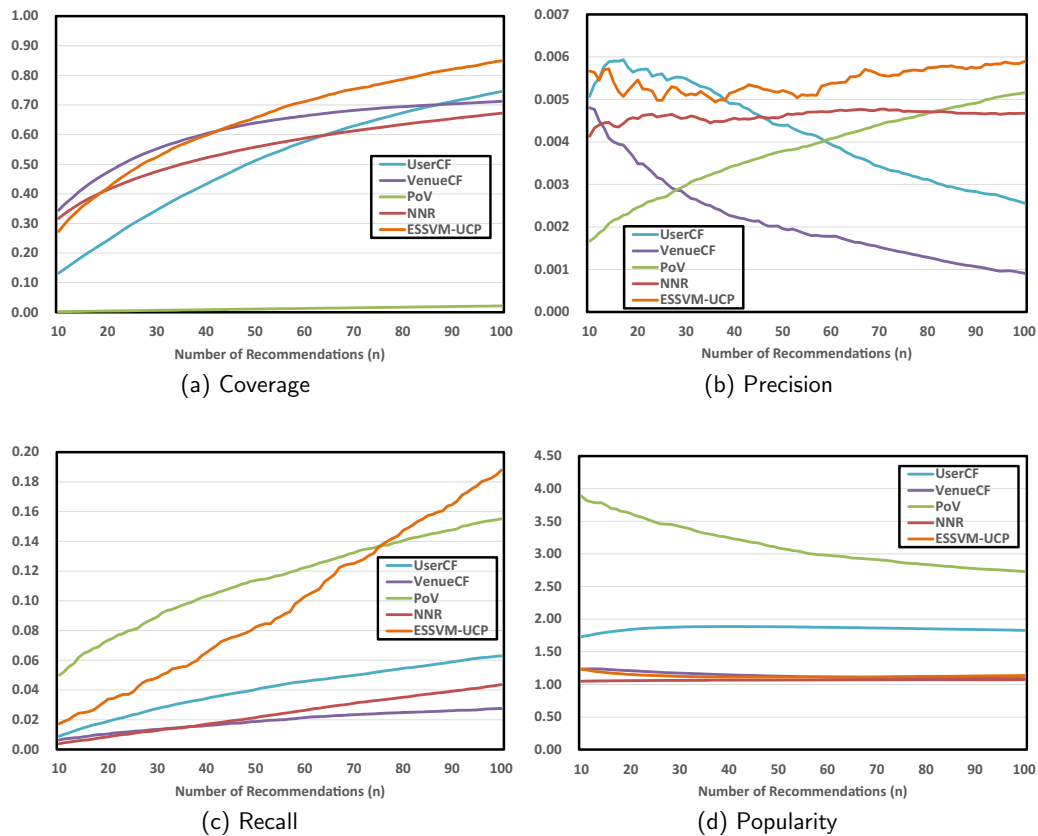 1.00
0.90
0.80
0.70
0.60
0.50
0.40
0.30
0.20
0.10
0.00
UserCF
VenueCF
PoV
NNR
ESSVM-UCP
10 20 30 40 50 60 70 80 90 100
Number of Recommendations (n)
(a) Coverage
0.007
0.006
0.005
0.004
0.003
0.002
0.001
0.000
UserCF
VenueCF
PoV
NNR
ESSVM-UCP
10 20 30 40 50 60 70 80 90 100
Number of Recommendations (n)
(b) Precision
0.20
0.18
0.16
0.14
0.12
0.10
0.08
0.06
0.04
0.02
0.00
UserCF
VenueCF
PoV
NNR
ESSVM-UCP
10 20 30 40 50 60 70 80 90 100
Number of Recommendations (n)
(c) Recall
4.50
4.00
3.50
3.00
2.50
2.00
1.50
1.00
0.50
0.00
UserCF
VenueCF
PoV
NNR
ESSVM-UCP
10 20 30 40 50 60 70 80 90 100
Number of Recommendations (n)
(d) Popularity